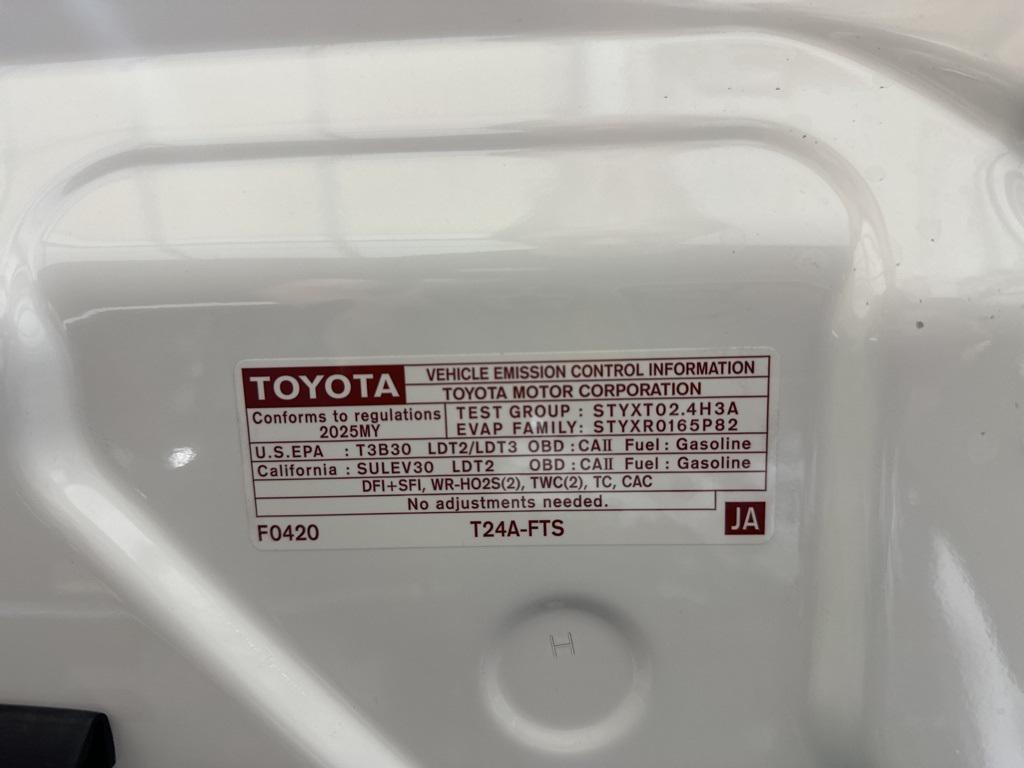 TOYOTA VEHICLE EMISSION CONTROL INFORMATION
TOYOTA MOTOR CORPORATION
Conforms to regulations
2025MY
TEST GROUP : STYXT02.4H3A
EVAP FAMILY: STYXR0165P82
U.S.EPA : T3B30 LDT2/LDT3 OBD : CAII Fuel : Gasoline
California : SULEV30 LDT2 OBD : CAII Fuel : Gasoline
DFI+SFI, WR-HO2S(2), TWC(2), TC, CAC
No adjustments needed.
F0420 T24A-FTS JA
H